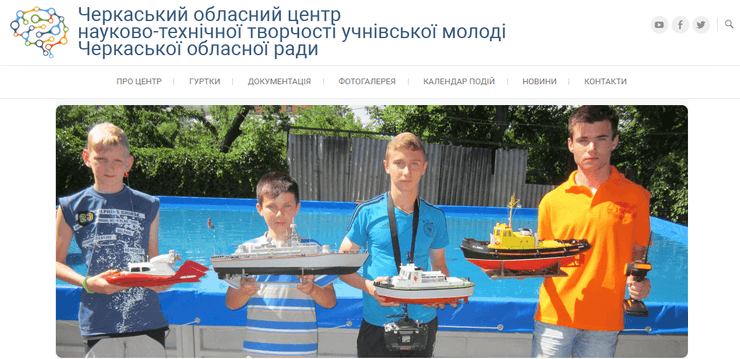 Черкаський обласний центр
науково-технічної творчості учнівської молоді
Черкаської обласної ради
ПРО ЦЕНТР ГУРТКИ ДОКУМЕНТАЦІЯ ФОТОГАЛЕРЕЯ КАЛЕНДАР ПОДІЙ НОВИНИ КОНТАКТИ